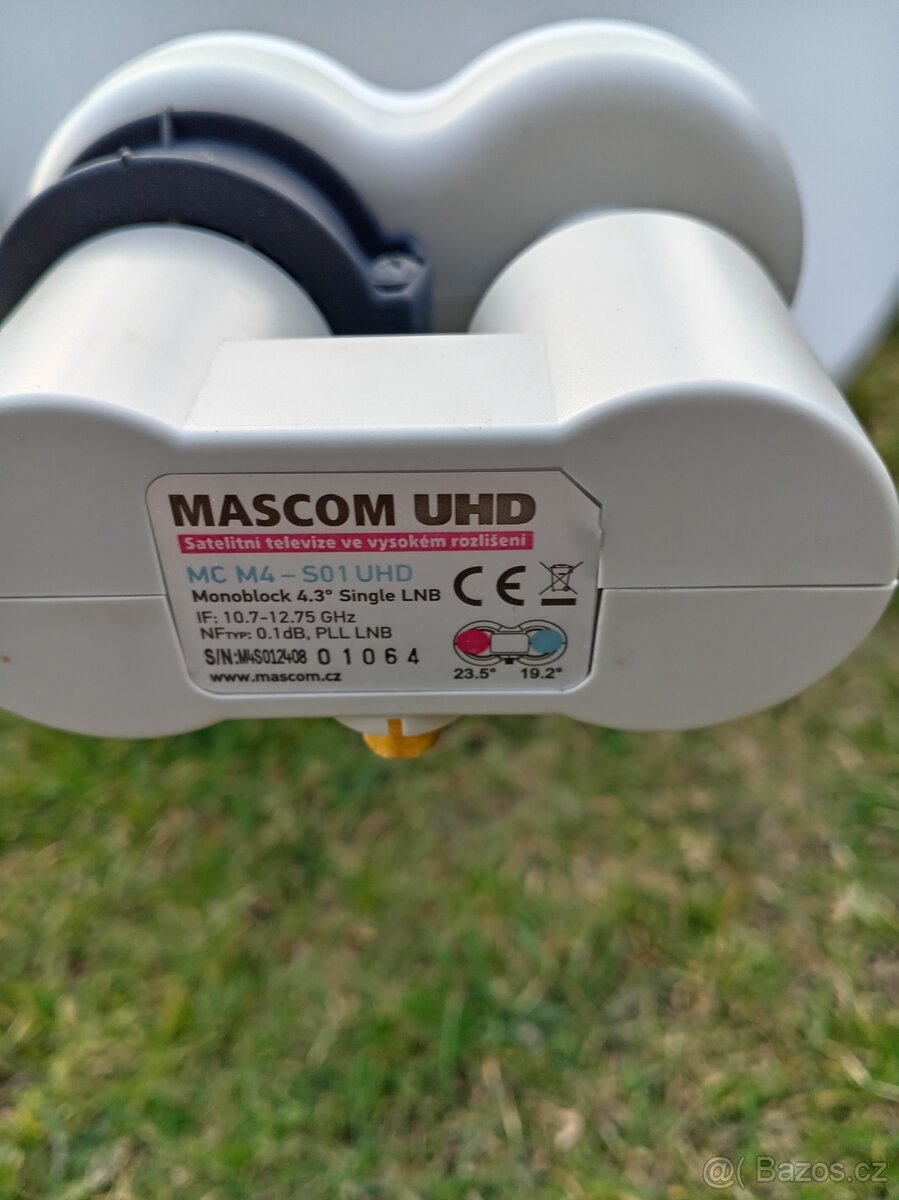 MASCOM UHD
Satelitní televize ve vysokém rozlišení
MC M4 – S01 UHD
Monoblock 4.3° Single LNB
CE
IF: 10.7-12.75 GHz
NFTYP: 0.1dB, PLL LNB
S/N:M4S012408 01064
23.5° 19.2°
www.mascom.cz
@( Bazos.cz